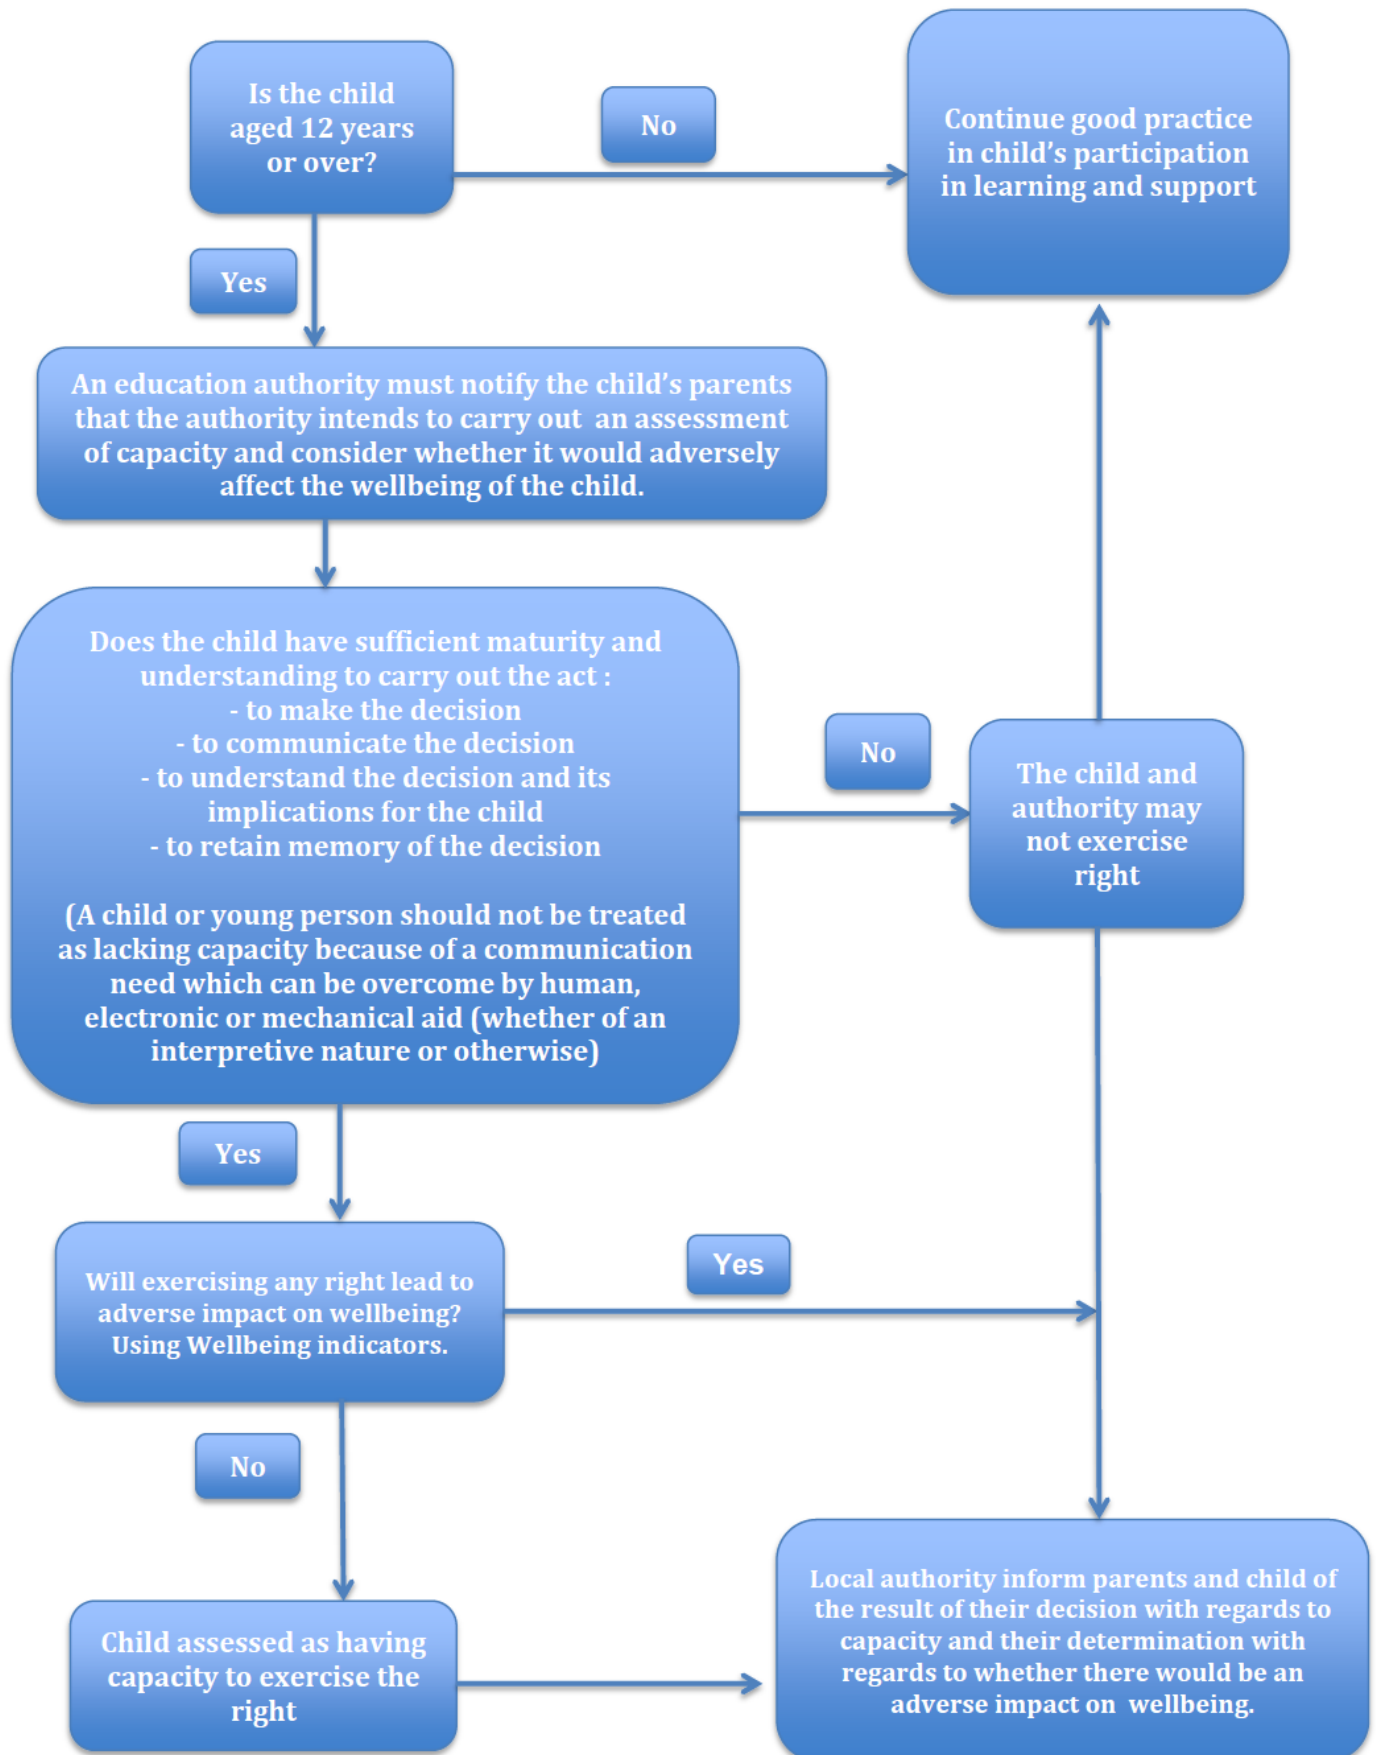 Is the child
aged 12 years
or over?
No
Continue good practice
in child’s participation
in learning and support
Yes
An education authority must notify the child’s parents
that the authority intends to carry out  an assessment
of capacity and consider whether it would adversely
affect the wellbeing of the child.
Does the child have sufficient maturity and
understanding to carry out the act :
- to make the decision
- to communicate the decision
- to understand the decision and its
implications for the child
- to retain memory of the decision
(A child or young person should not be treated
as lacking capacity because of a communication
need which can be overcome by human,
electronic or mechanical aid (whether of an
interpretive nature or otherwise)
No
The child and
authority may
not exercise
right
Yes
Will exercising any right lead to
adverse impact on wellbeing?
Using Wellbeing indicators.
Yes
No
Child assessed as having
capacity to exercise the
right
Local authority inform parents and child of
the result of their decision with regards to
capacity and their determination with
regards to whether there would be an
adverse impact on  wellbeing.